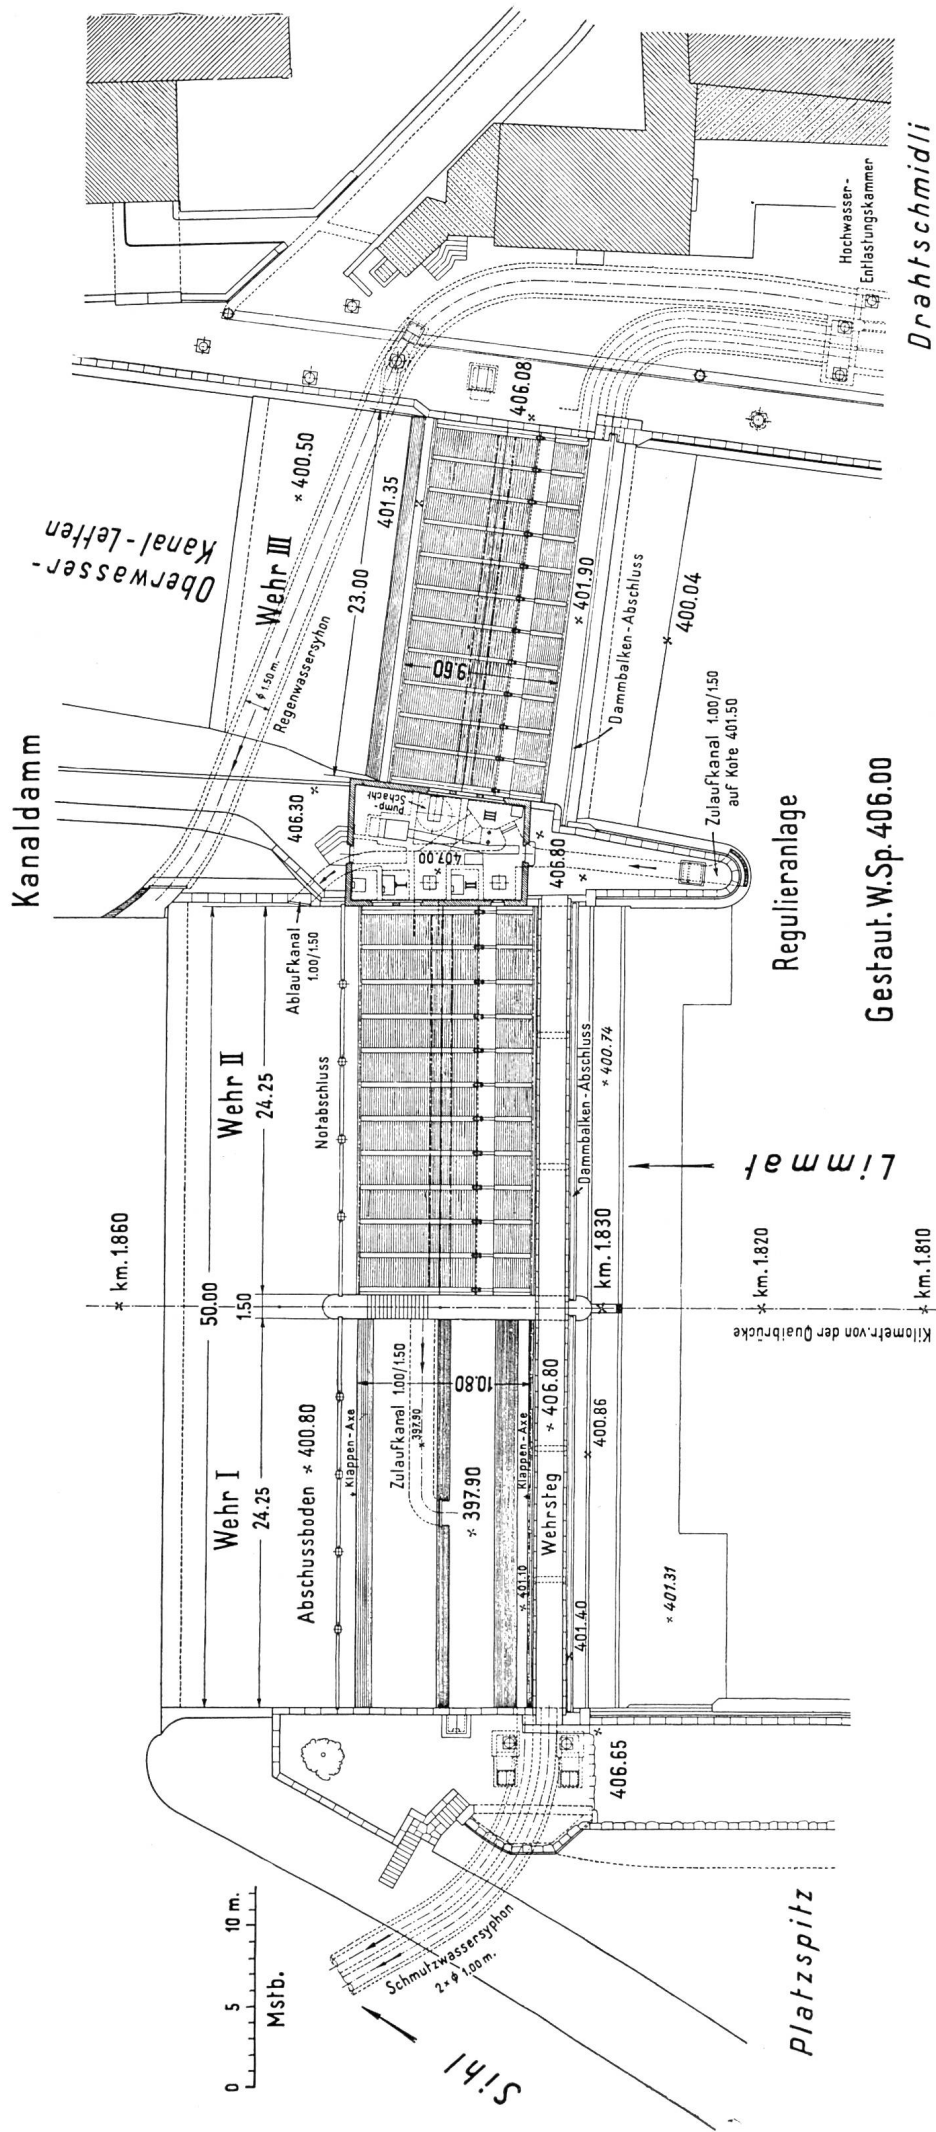 Kanaldamm
Oberwasser-
Kanal-Letten
Wehr III
× 400.50
Regenwassersyphon
ϕ 1.50 m.
23.00
401.35
406.08
9.60
× 401.90
Dammbalken-Abschluss
× 400.04
Hochwasser-
Entlastungskammer
Drahtschmidli
406.30
Pump-
Schacht
III
407.00
I
II
406.80
Zulaufkanal 1.00/1.50
auf Kote 401.50
Regulieranlage
Gestaut. W.Sp. 406.00
Ablaufkanal
1.00/1.50
Wehr II
24.25
Notabschluss
Dammbalken-Abschluss
× 400.74
Limmat
× km. 1.860
50.00
1.50
× km. 1.830
× km. 1.820
× km. 1.810
Kilometr. von der Quaibrücke
Wehr I
24.25
Abschussboden × 400.80
Klappen-Axe
Zulaufkanal 1.00/1.50
× 397.90
10.80
× 397.90
Klappen-Axe
× 401.10
Wehrsteg
× 406.80
× 400.86
401.40
× 401.31
406.65
Schmutzwassersyphon
2 × ϕ 1.00 m.
Sihl
Platzspitz
0 5 10 m.
Mstb.